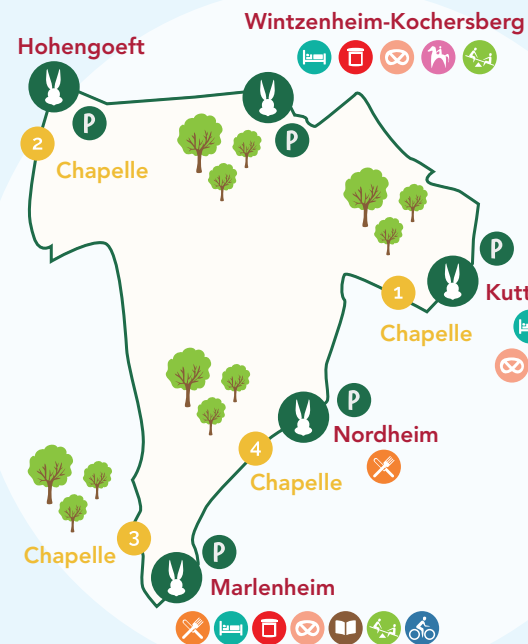 Wintzenheim-Kochersberg
Hohengoeft
P
P
2
Chapelle
P
1
Kutt
Chapelle
P
Nordheim
4
Chapelle
3
Chapelle
P
Marlenheim